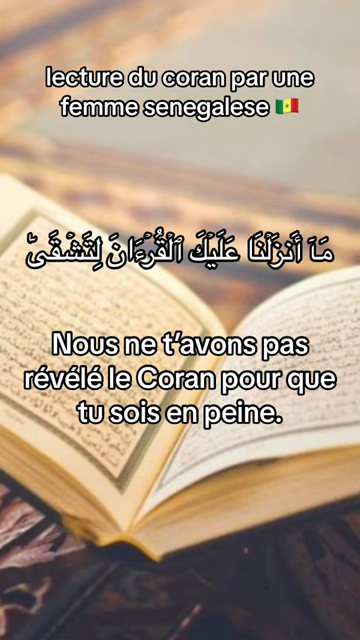 lecture du coran par une
femme senegalese 🇸🇳
مَآ أَنزَلْنَا عَلَيْكَ ٱلْقُرْءَانَ لِتَشْقَىٰٓ
Nous ne t'avons pas
révélé le Coran pour que
tu sois en peine.